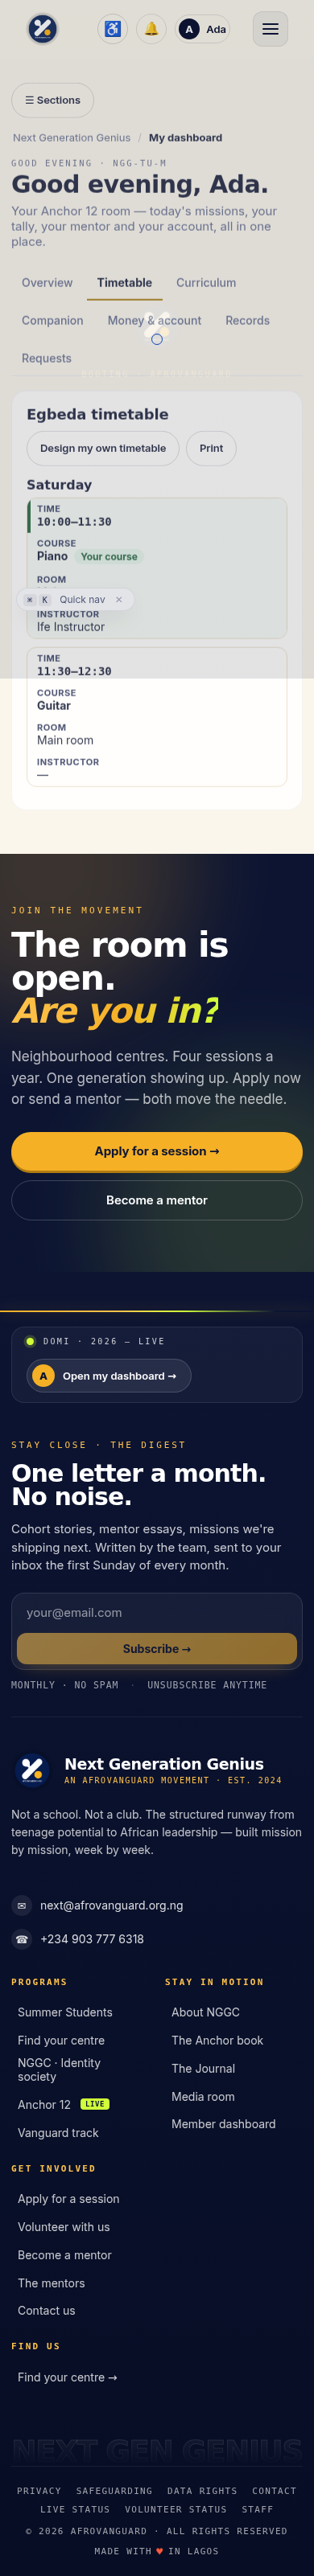 A Ada
☰ Sections
Next Generation Genius / My dashboard
GOOD EVENING · NGG-TU-M
Good evening, Ada.
Your Anchor 12 room — today's missions, your
tally, your mentor and your account, all in one
place.
Overview Timetable Curriculum
Companion Money & account Records
Requests
Egbeda timetable
Design my own timetable Print
Saturday
TIME
10:00–11:30
COURSE
Piano Your course
ROOM
⌘ K Quick nav ×
INSTRUCTOR
Ife Instructor
TIME
11:30–12:30
COURSE
Guitar
ROOM
Main room
INSTRUCTOR
—
JOIN THE MOVEMENT
The room is
open.
Are you in?
Neighbourhood centres. Four sessions a
year. One generation showing up. Apply now
or send a mentor — both move the needle.
Apply for a session →
Become a mentor
DOMI · 2026 — LIVE
A Open my dashboard →
STAY CLOSE · THE DIGEST
One letter a month.
No noise.
Cohort stories, mentor essays, missions we're
shipping next. Written by the team, sent to your
inbox the first Sunday of every month.
your@email.com
Subscribe →
MONTHLY · NO SPAM · UNSUBSCRIBE ANYTIME
Next Generation Genius
AN AFROVANGUARD MOVEMENT · EST. 2024
Not a school. Not a club. The structured runway from
teenage potential to African leadership — built mission
by mission, week by week.
next@afrovanguard.org.ng
+234 903 777 6318
PROGRAMS
Summer Students
Find your centre
NGGC · Identity
society
Anchor 12 LIVE
Vanguard track
STAY IN MOTION
About NGGC
The Anchor book
The Journal
Media room
Member dashboard
GET INVOLVED
Apply for a session
Volunteer with us
Become a mentor
The mentors
Contact us
FIND US
Find your centre →
NEXT GEN GENIUS
PRIVACY SAFEGUARDING DATA RIGHTS CONTACT
LIVE STATUS VOLUNTEER STATUS STAFF
© 2026 AFROVANGUARD · ALL RIGHTS RESERVED
MADE WITH ♥ IN LAGOS